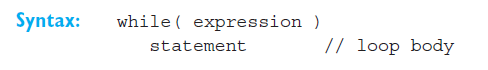 Syntax: while( expression )
statement // loop body